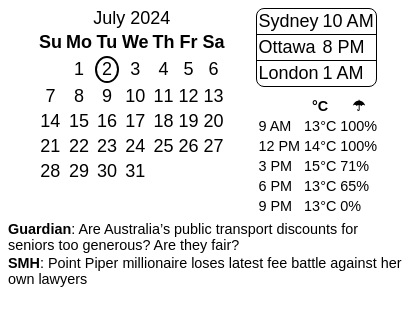 July 2024
Su Mo Tu We Th Fr Sa
1 2 3 4 5 6
7 8 9 10 11 12 13
14 15 16 17 18 19 20
21 22 23 24 25 26 27
28 29 30 31
Sydney 10 AM
Ottawa 8 PM
London 1 AM
°C ☂
9 AM 13°C 100%
12 PM 14°C 100%
3 PM 15°C 71%
6 PM 13°C 65%
9 PM 13°C 0%
Guardian: Are Australia’s public transport discounts for
seniors too generous? Are they fair?
SMH: Point Piper millionaire loses latest fee battle against her
own lawyers